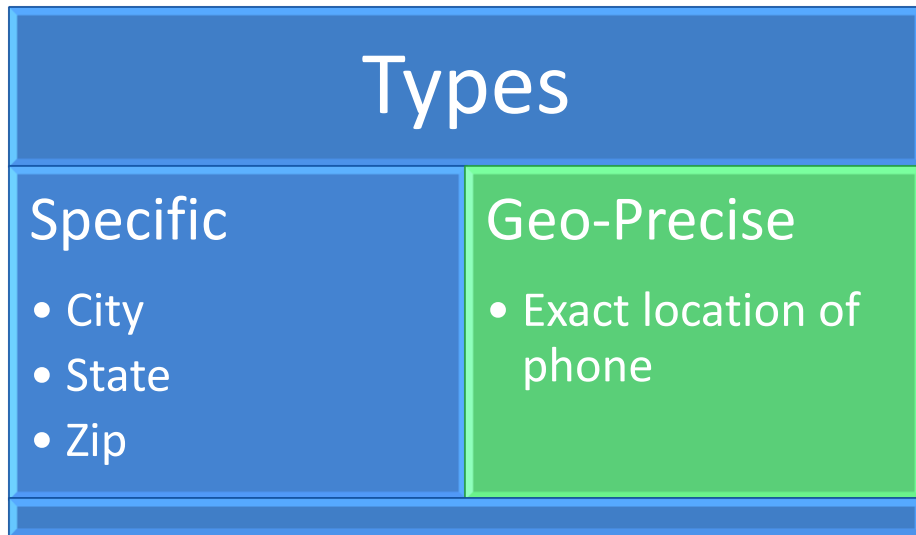 Types
Specific
• City
• State
• Zip
Geo-Precise
• Exact location of
phone